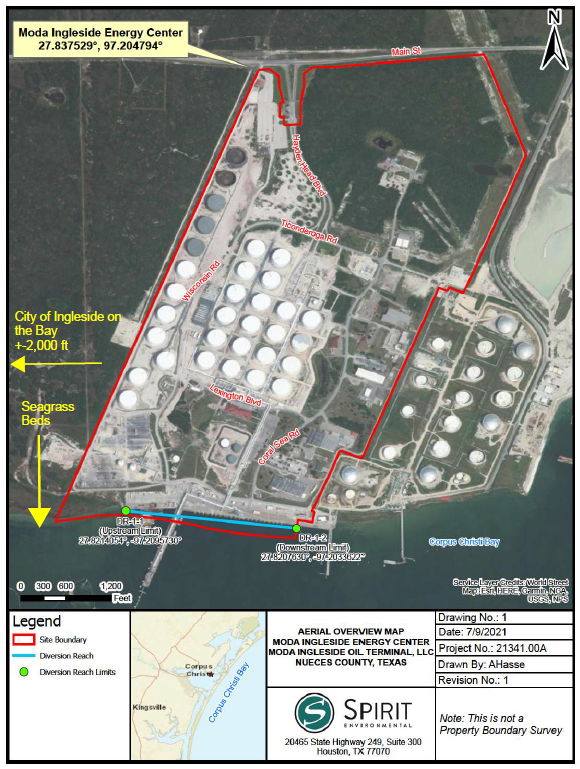 Moda Ingleside Energy Center
27.837529°, 97.204794°
N
Main St
Hayden Head Blvd
Ticonderoga Rd
Wisconsin Rd
City of Ingleside on
the Bay
+-2,000 ft
Lexington Blvd
Seagrass
Beds
Coral Sea Rd
DR-1-1
(Upstream Limit)
DR-1-2
(Downstream Limit)
Corpus Christi Bay
0 300 600 1,200
Feet
Service Layer Credits: World Street
Map: Esri, HERE, Garmin, NGA,
USGS, NPS
Legend
Site Boundary
Diversion Reach
Diversion Reach Limits
Corpus
Christi
Kingsville
Corpus Christi Bay
AERIAL OVERVIEW MAP
MODA INGLESIDE ENERGY CENTER
MODA INGLESIDE OIL TERMINAL, LLC
NUECES COUNTY, TEXAS
S SPIRIT
ENVIRONMENTAL
20465 State Highway 249, Suite 300
Houston, TX 77070
Drawing No.: 1
Date: 7/9/2021
Project No.: 21341.00A
Drawn By: AHasse
Revision No.: 1
Note: This is not a
Property Boundary Survey